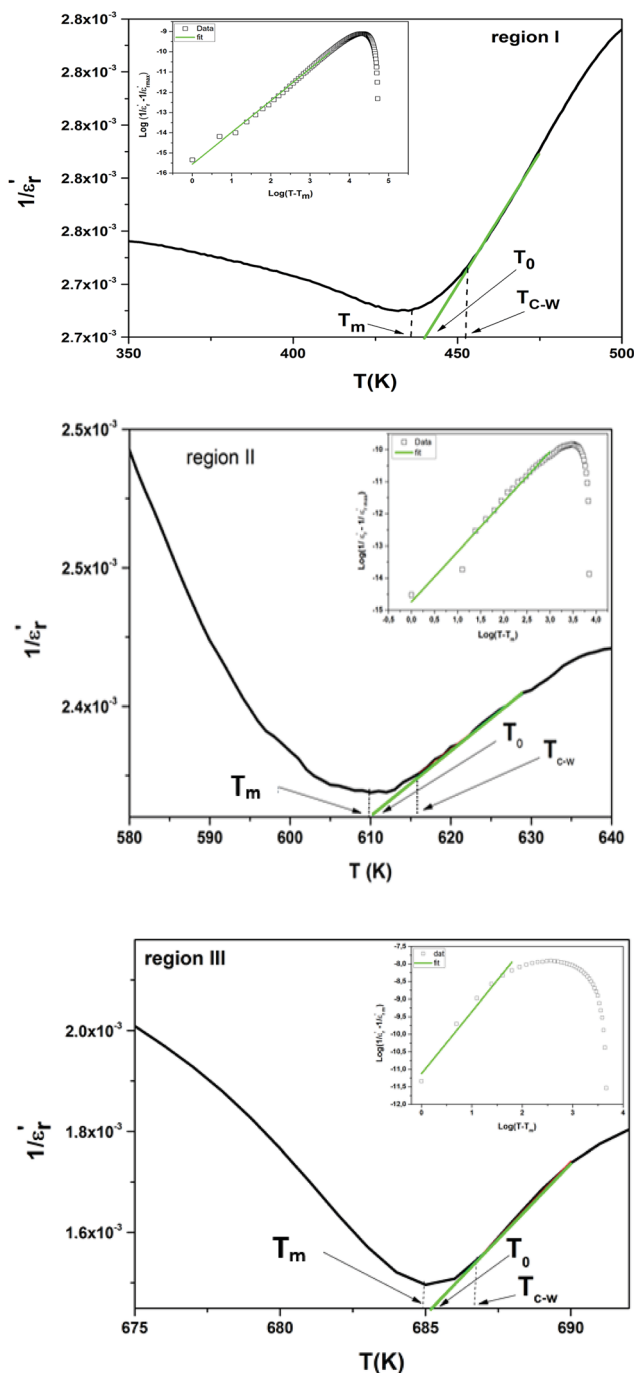 region I
Data
fit
Log (1/ε'r -1/ε'rmax)
-9
-10
-11
-12
-13
-14
-15
-16
0
1
2
3
4
5
Log(T-Tm)
1/ε'r
2.8x10⁻³
2.8x10⁻³
2.8x10⁻³
2.8x10⁻³
2.8x10⁻³
2.7x10⁻³
2.7x10⁻³
Tm
T0
TC-W
350
400
450
500
T(K)
region II
Data
fit
Log(1/ε'r - 1/ε'r max)
-10
-11
-12
-13
-14
-15
0,0
0,5
1,0
1,5
2,0
2,5
3,0
3,5
4,0
Log(T-Tm)
1/ε'r
2.5x10⁻³
2.5x10⁻³
2.4x10⁻³
Tm
T0
TC-W
580
590
600
610
620
630
640
T (K)
region III
dat
fit
Log(1/ε'r -1/ε'r m)
-7,5
-8,0
-8,5
-9,0
-9,5
-10,0
-10,5
-11,0
-11,5
-12,0
0
1
2
3
4
Log(T-Tm)
1/ε'r
2.0x10⁻³
1.8x10⁻³
1.6x10⁻³
Tm
T0
TC-W
675
680
685
690
T(K)